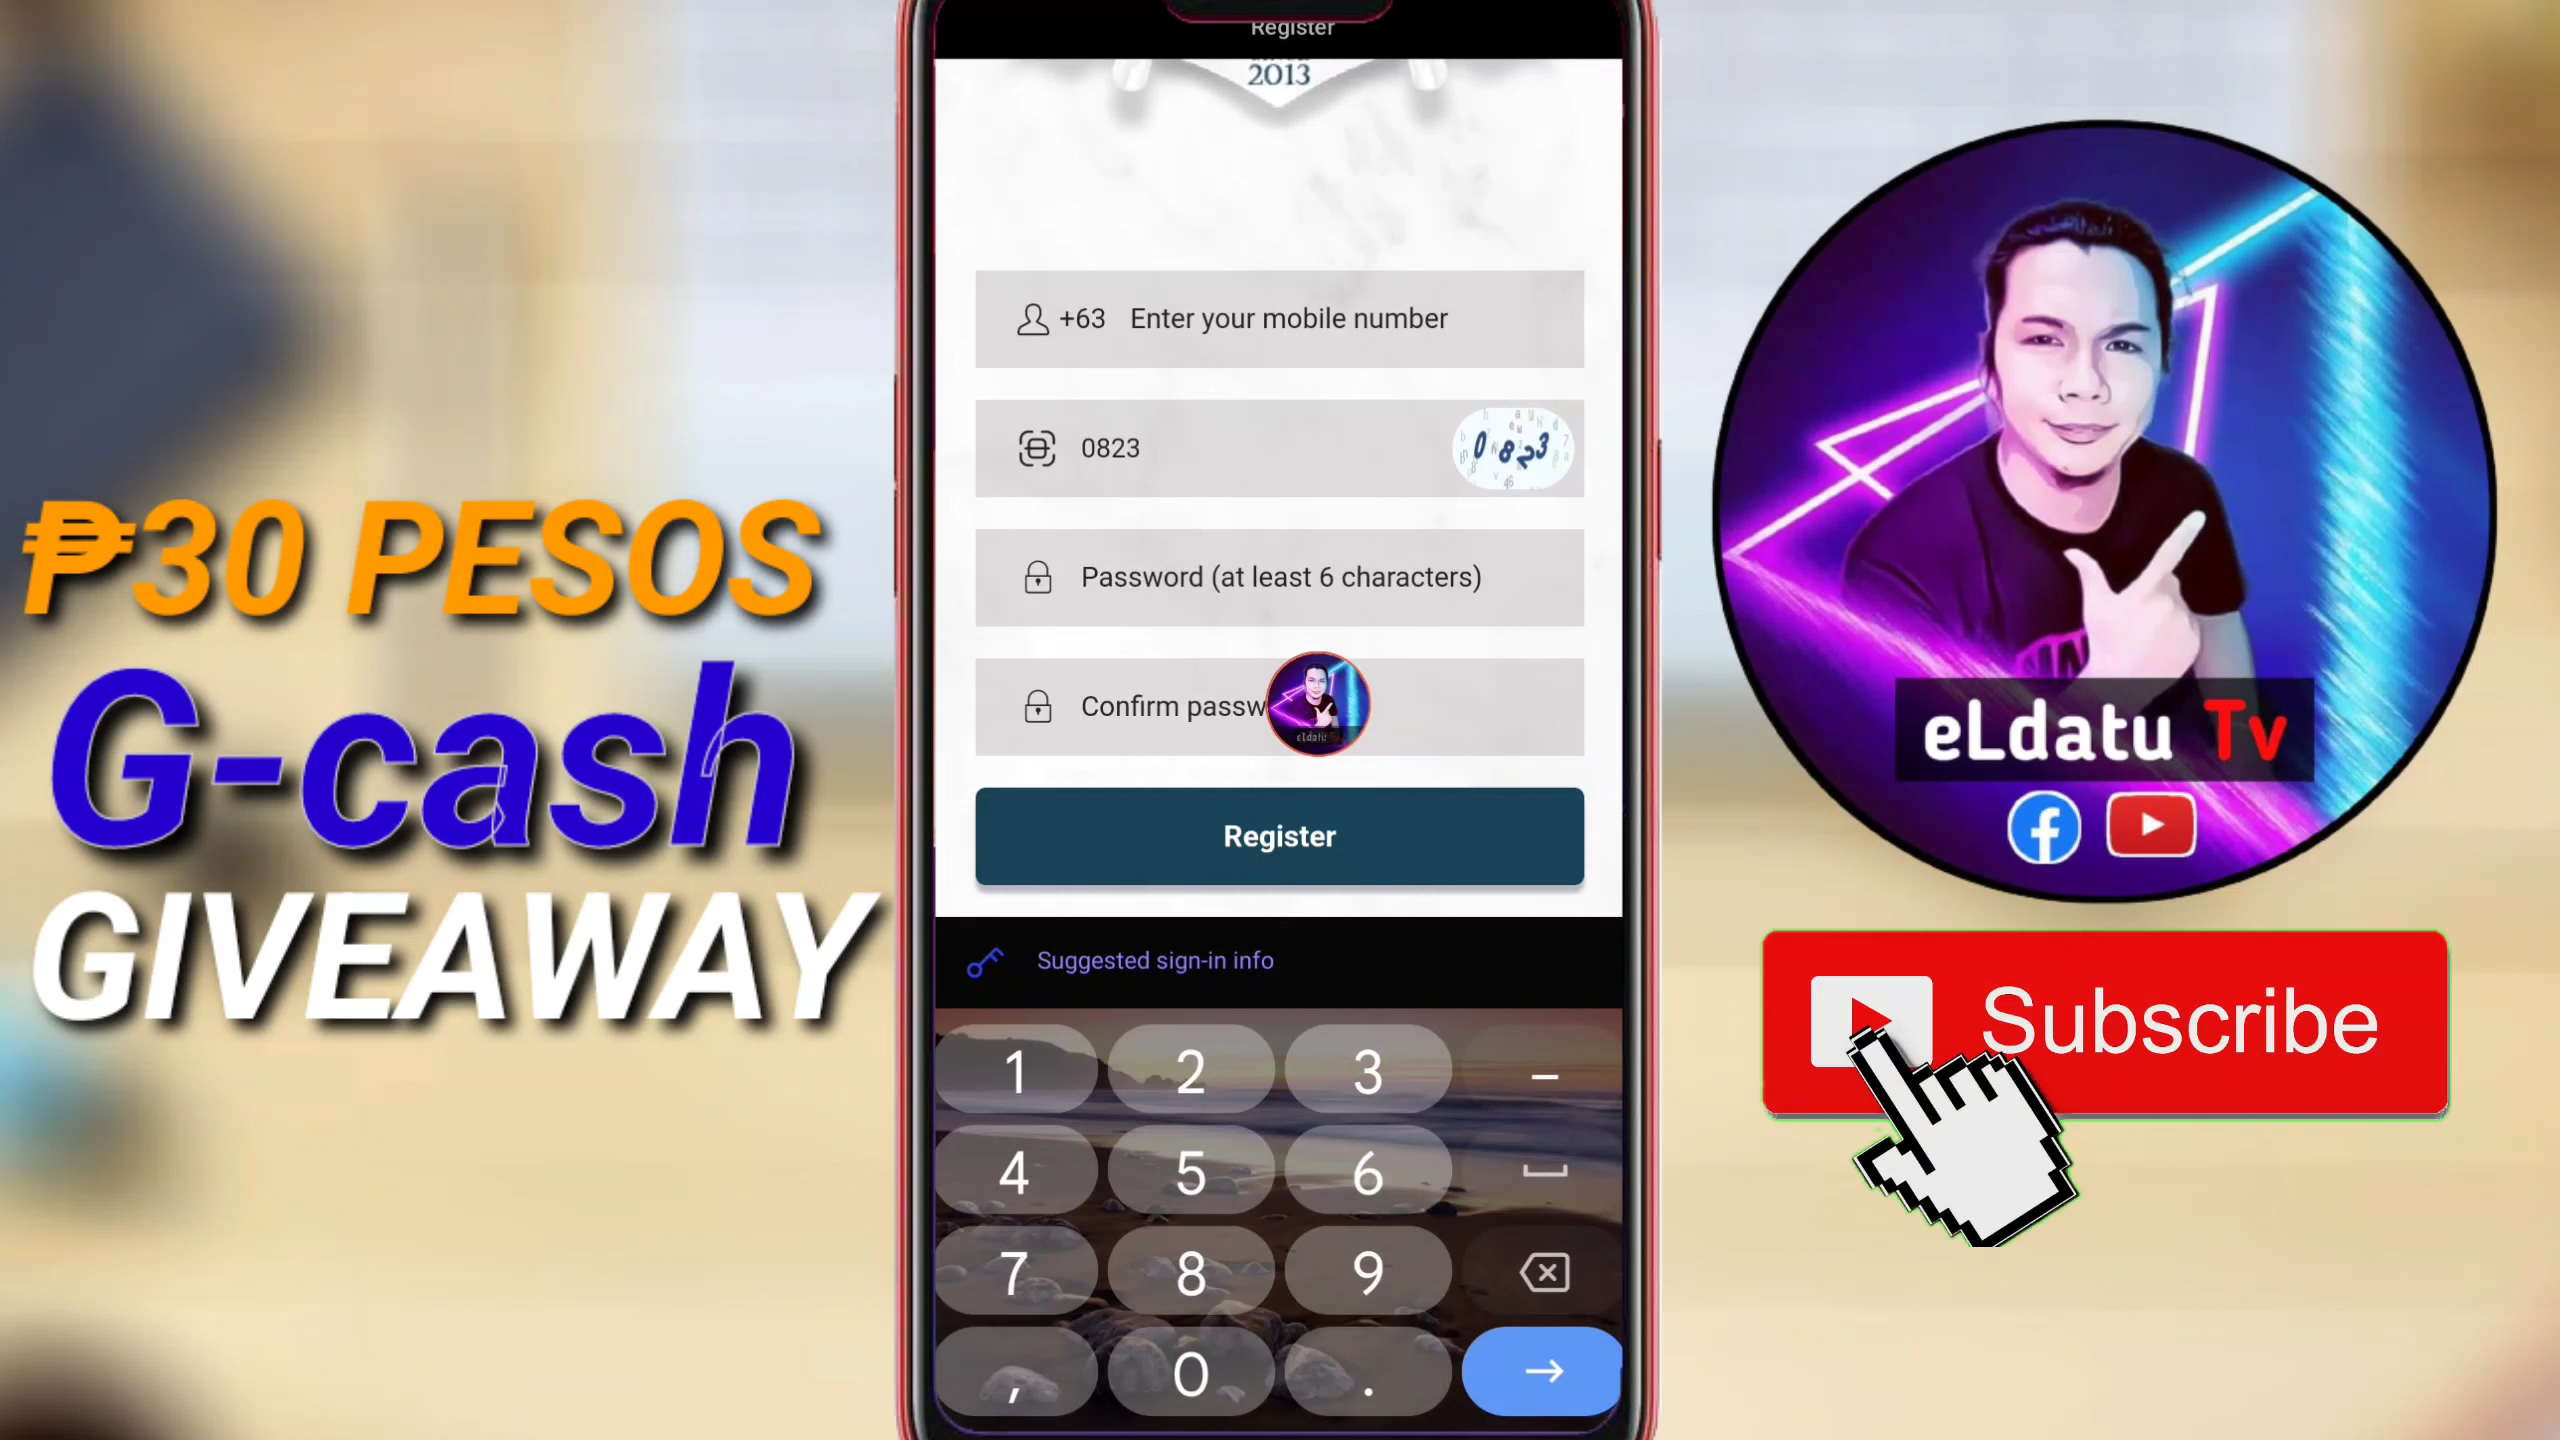 ₱30 PESOS
G-cash
GIVEAWAY
Register
2013
+63 Enter your mobile number
0823
0823
Password (at least 6 characters)
Confirm passw
eLdatu Tv
Register
Suggested sign-in info
1 2 3 –
4 5 6
7 8 9
, 0 . →
eLdatu Tv
Subscribe